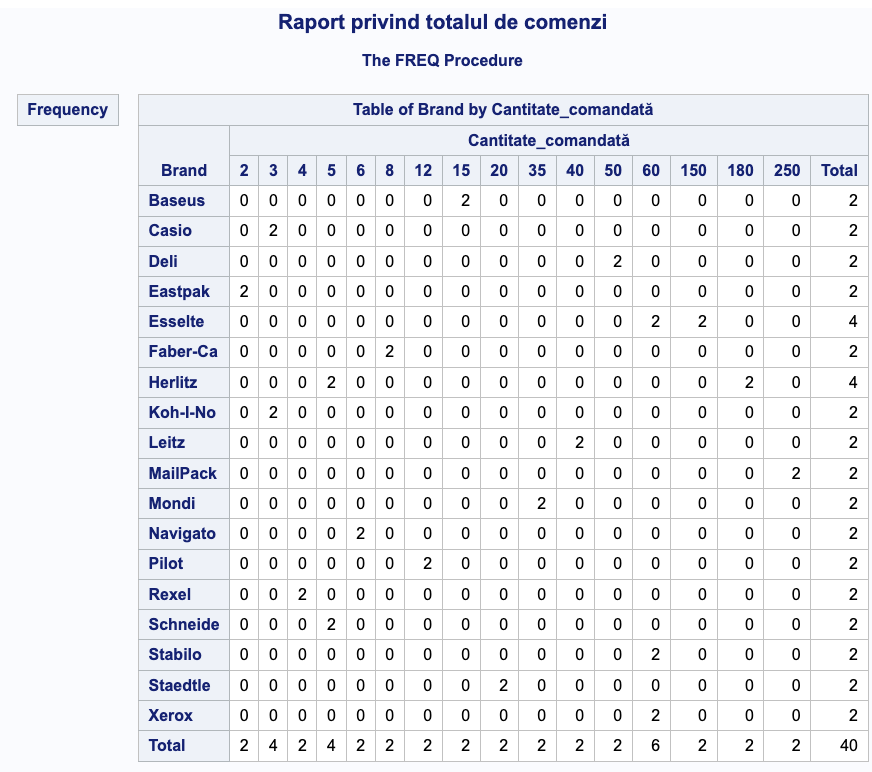 Raport privind totalul de comenzi
The FREQ Procedure
Frequency
Table of Brand by Cantitate_comandată
Cantitate_comandată
Brand 2 3 4 5 6 8 12 15 20 35 40 50 60 150 180 250 Total
Baseus 0 0 0 0 0 0 0 2 0 0 0 0 0 0 0 0 2
Casio 0 2 0 0 0 0 0 0 0 0 0 0 0 0 0 0 2
Deli 0 0 0 0 0 0 0 0 0 0 0 2 0 0 0 0 2
Eastpak 2 0 0 0 0 0 0 0 0 0 0 0 0 0 0 0 2
Esselte 0 0 0 0 0 0 0 0 0 0 0 0 2 2 0 0 4
Faber-Ca 0 0 0 0 0 2 0 0 0 0 0 0 0 0 0 0 2
Herlitz 0 0 0 2 0 0 0 0 0 0 0 0 0 0 2 0 4
Koh-I-No 0 2 0 0 0 0 0 0 0 0 0 0 0 0 0 0 2
Leitz 0 0 0 0 0 0 0 0 0 0 2 0 0 0 0 0 2
MailPack 0 0 0 0 0 0 0 0 0 0 0 0 0 0 0 2 2
Mondi 0 0 0 0 0 0 0 0 0 2 0 0 0 0 0 0 2
Navigato 0 0 0 0 2 0 0 0 0 0 0 0 0 0 0 0 2
Pilot 0 0 0 0 0 0 2 0 0 0 0 0 0 0 0 0 2
Rexel 0 0 2 0 0 0 0 0 0 0 0 0 0 0 0 0 2
Schneide 0 0 0 2 0 0 0 0 0 0 0 0 0 0 0 0 2
Stabilo 0 0 0 0 0 0 0 0 0 0 0 0 2 0 0 0 2
Staedtle 0 0 0 0 0 0 0 0 2 0 0 0 0 0 0 0 2
Xerox 0 0 0 0 0 0 0 0 0 0 0 0 2 0 0 0 2
Total 2 4 2 4 2 2 2 2 2 2 2 2 6 2 2 2 40